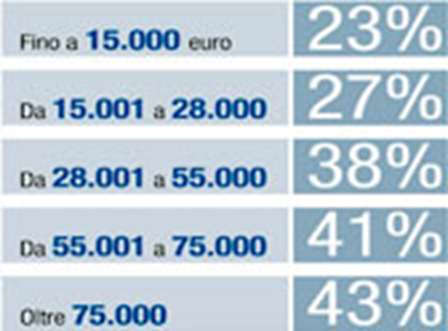 Fino a 15.000 euro 23%
Da 15.001 a 28.000 27%
Da 28.001 a 55.000 38%
Da 55.001 a 75.000 41%
Oltre 75.000 43%